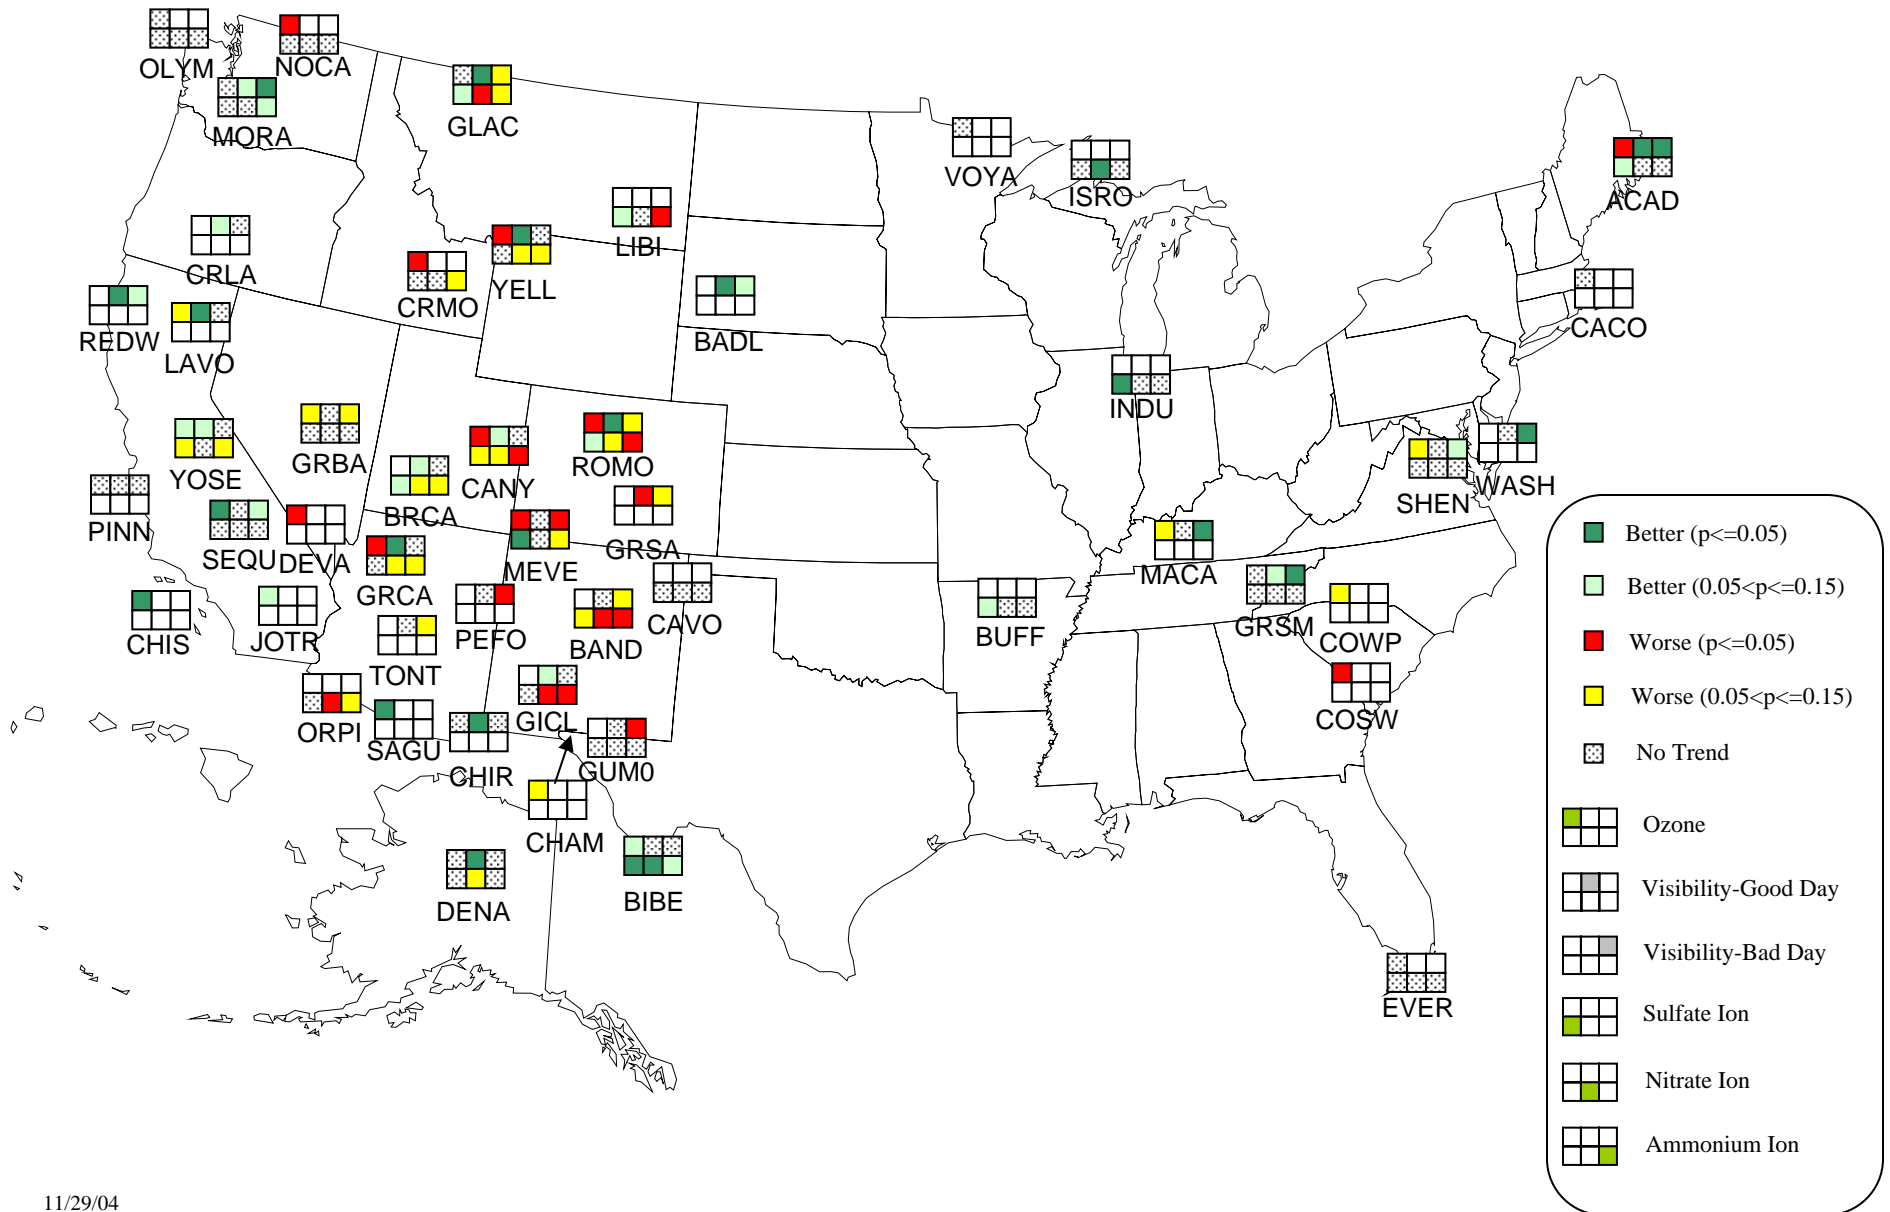 OLYM
NOCA
MORA
GLAC
VOYA
ISRO
ACAD
CRLA
LIBI
CRMO
YELL
REDW
LAVO
BADL
CACO
INDU
GRBA
YOSE
CANY
ROMO
BRCA
SHEN
WASH
PINN
SEQU
DEVA
GRCA
MEVE
GRSA
MACA
CHIS
JOTR
TONT
PEFO
BAND
CAVO
BUFF
GRSM
COWP
ORPI
SAGU
CHIR
GICL
GUM0
COSW
CHAM
DENA
BIBE
EVER
Better (p<=0.05)
Better (0.05<p<=0.15)
Worse (p<=0.05)
Worse (0.05<p<=0.15)
No Trend
Ozone
Visibility-Good Day
Visibility-Bad Day
Sulfate Ion
Nitrate Ion
Ammonium Ion
11/29/04